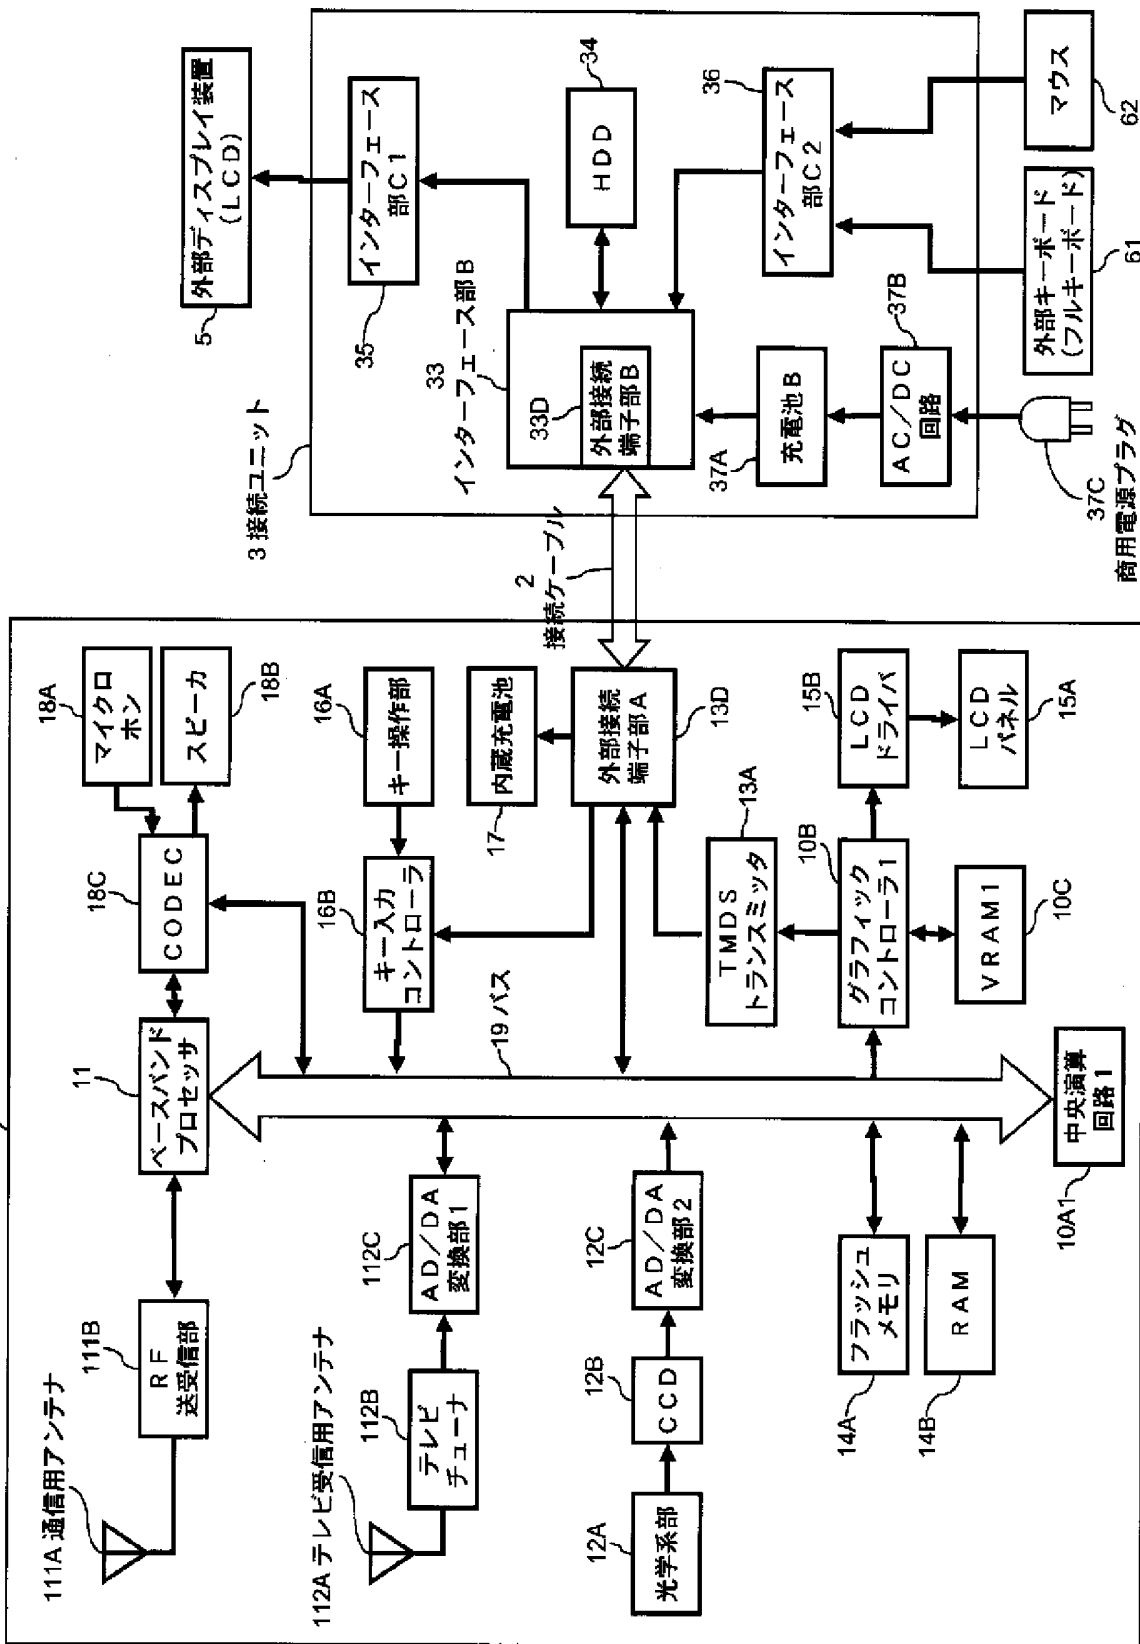 111A 通信用アンテナ
111B
RF
送受信部
11
ベースバンド
プロセッサ
18C
CODEC
18A
マイクロ
ホン
スピーカ
18B
112A テレビ受信用アンテナ
112B
テレビ
チューナ
112C
AD/DA
変換部1
16B
キー入力
コントローラ
16A
キー操作部
17
内蔵充電池
19 バス
12A
光学系部
12B
CCD
12C
AD/DA
変換部2
外部接続
端子部A
13D
13A
TMDS
トランスミッタ
14A
フラッシュ
メモリ
14B
RAM
10B
グラフィック
コントローラ1
15B
LCD
ドライバ
LCD
パネル
15A
VRAM1
10C
中央演算
回路1
10A1
2
接続ケーブル
3 接続ユニット
5
外部ディスプレイ装置
(LCD)
35
インターフェース
部C1
33
インターフェース部B
33D
外部接続
端子部B
34
HDD
36
インターフェース
部C2
37A
充電池B
37B
AC/DC
回路
37C
商用電源プラグ
外部キーボード
(フルキーボード)
61
マウス
62